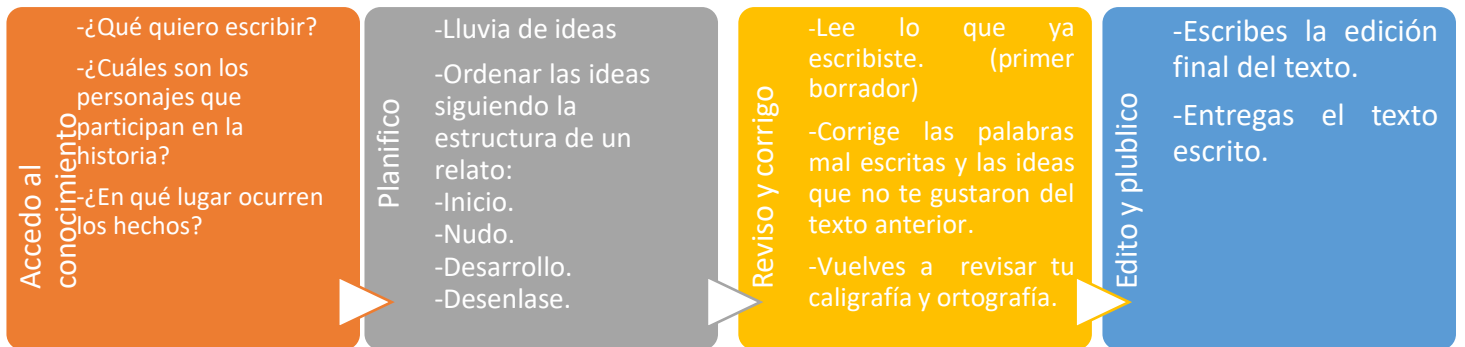 Accedo al
conocimiento
-¿Qué quiero escribir?
-¿Cuáles son los
personajes que
participan en la
historia?
-¿En qué lugar ocurren
los hechos?
Planifico
-Lluvia de ideas
-Ordenar las ideas
siguiendo la
estructura de un
relato:
-Inicio.
-Nudo.
-Desarrollo.
-Desenlase.
Reviso y corrigo
-Lee lo que ya
escribiste. (primer
borrador)
-Corrige las palabras
mal escritas y las ideas
que no te gustaron del
texto anterior.
-Vuelves a revisar tu
caligrafía y ortografía.
Edito y plublico
-Escribes la edición
final del texto.
-Entregas el texto
escrito.